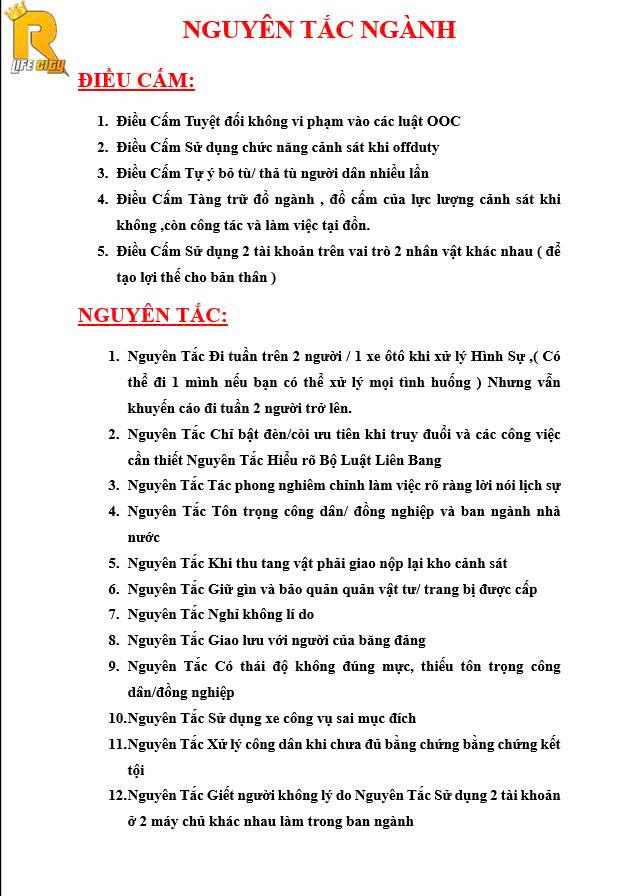 R
LIFE CITY
NGUYÊN TẮC NGÀNH
ĐIỀU CẤM:
1. Điều Cấm Tuyệt đối không vi phạm vào các luật OOC
2. Điều Cấm Sử dụng chức năng cảnh sát khi offduty
3. Điều Cấm Tự ý bỏ tù/ thả tù người dân nhiều lần
4. Điều Cấm Tàng trữ đồ ngành , đồ cấm của lực lượng cảnh sát khi
không ,còn công tác và làm việc tại đồn.
5. Điều Cấm Sử dụng 2 tài khoản trên vai trò 2 nhân vật khác nhau ( để
tạo lợi thế cho bản thân )
NGUYÊN TẮC:
1. Nguyên Tắc Đi tuần trên 2 người / 1 xe ôtô khi xử lý Hình Sự ,( Có
thể đi 1 mình nếu bạn có thể xử lý mọi tình huống ) Nhưng vẫn
khuyến cáo đi tuần 2 người trở lên.
2. Nguyên Tắc Chỉ bật đèn/còi ưu tiên khi truy đuổi và các công việc
cần thiết Nguyên Tắc Hiểu rõ Bộ Luật Liên Bang
3. Nguyên Tắc Tác phong nghiêm chỉnh làm việc rõ ràng lời nói lịch sự
4. Nguyên Tắc Tôn trọng công dân/ đồng nghiệp và ban ngành nhà
nước
5. Nguyên Tắc Khi thu tang vật phải giao nộp lại kho cảnh sát
6. Nguyên Tắc Giữ gìn và bảo quản quản vật tư/ trang bị được cấp
7. Nguyên Tắc Nghỉ không lí do
8. Nguyên Tắc Giao lưu với người của băng đảng
9. Nguyên Tắc Có thái độ không đúng mực, thiếu tôn trọng công
dân/đồng nghiệp
10.Nguyên Tắc Sử dụng xe công vụ sai mục đích
11.Nguyên Tắc Xử lý công dân khi chưa đủ bằng chứng bằng chứng kết
tội
12.Nguyên Tắc Giết người không lý do Nguyên Tắc Sử dụng 2 tài khoản
ở 2 máy chủ khác nhau làm trong ban ngành